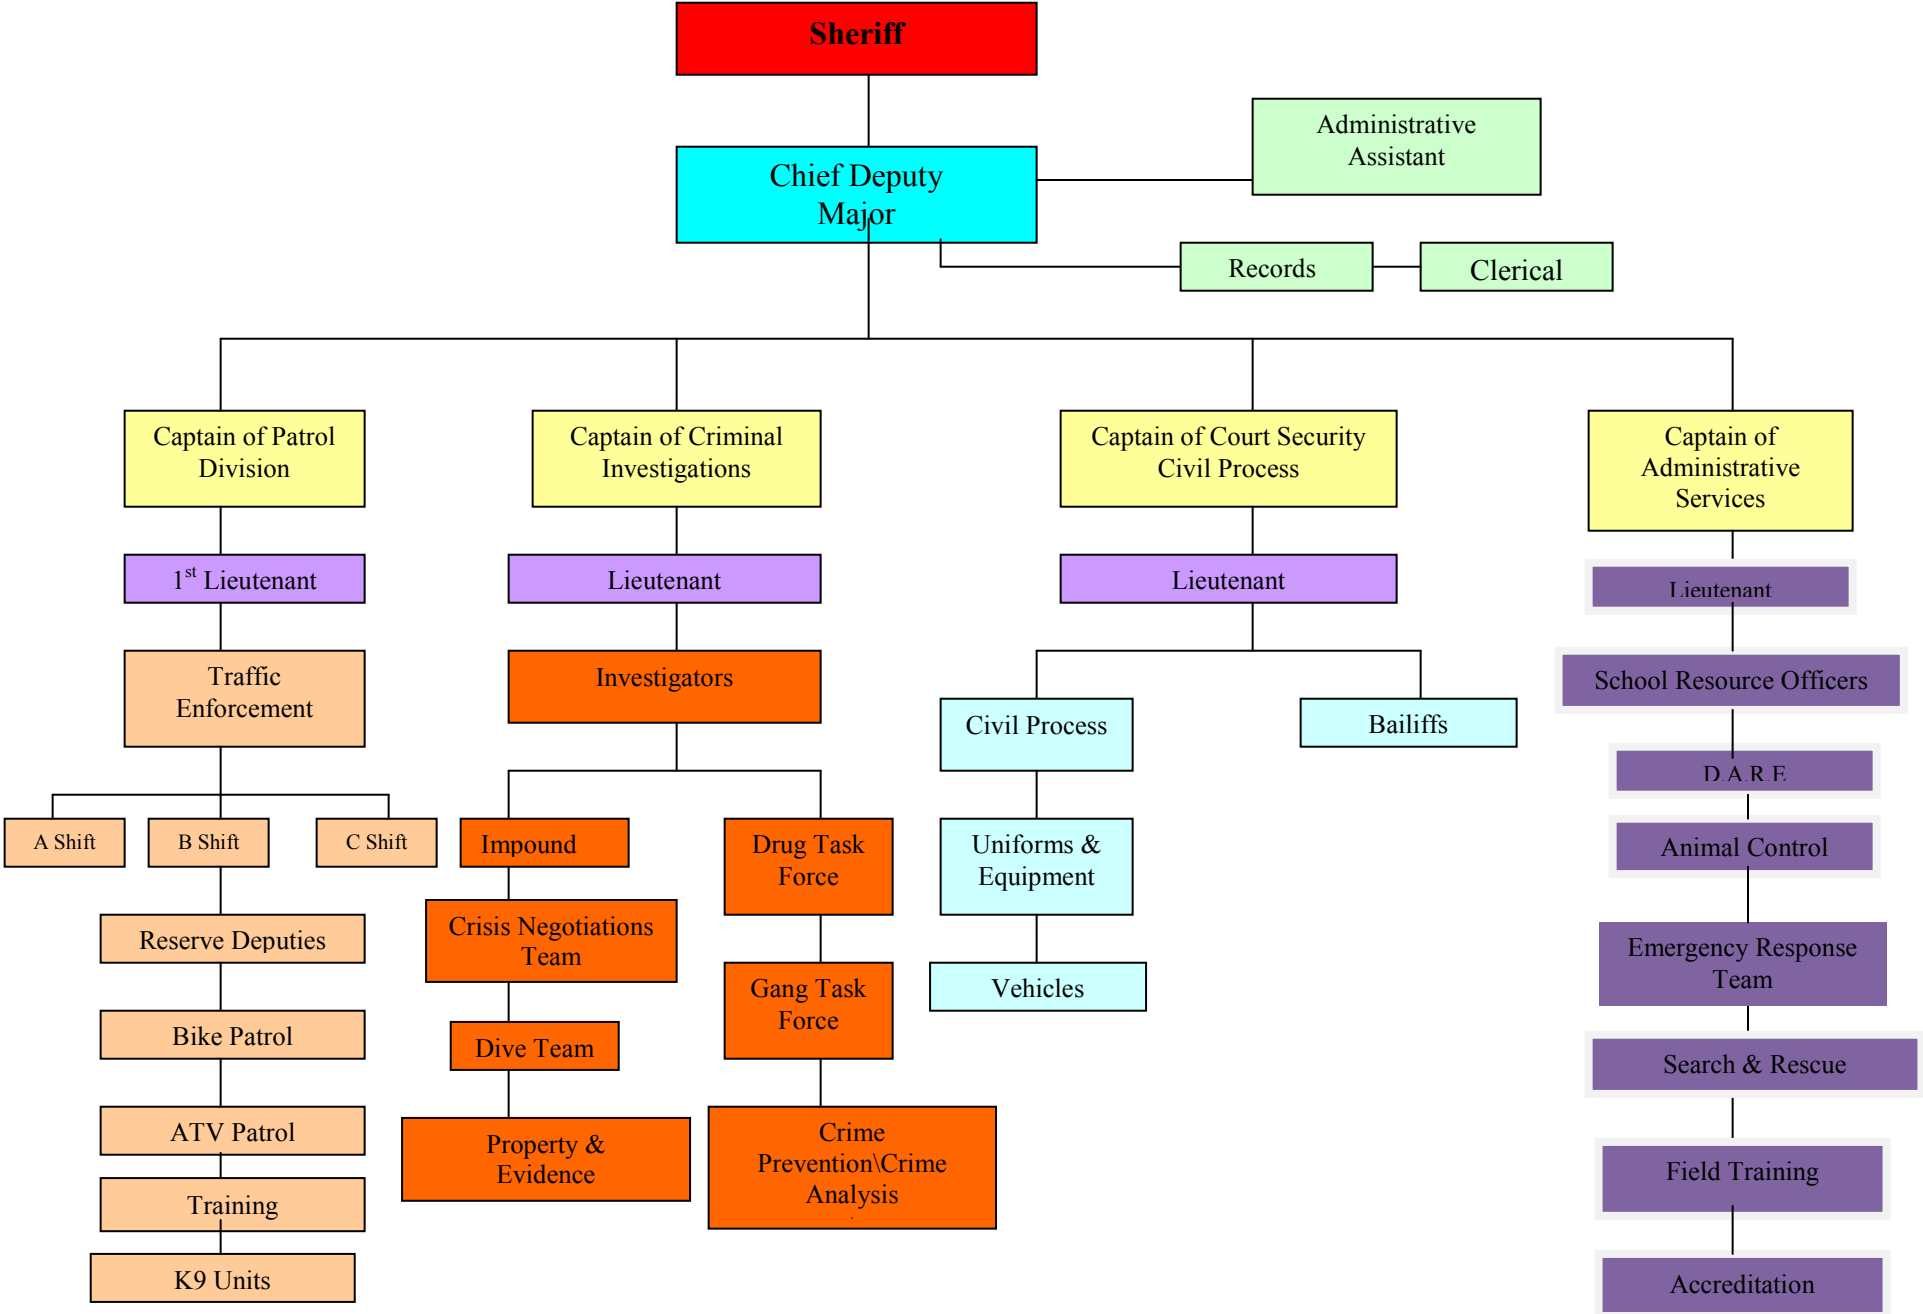 Sheriff
Administrative
Assistant
Chief Deputy
Major
Records
Clerical
Captain of Patrol
Division
Captain of Criminal
Investigations
Captain of Court Security
Civil Process
Captain of
Administrative
Services
1st Lieutenant
Lieutenant
Lieutenant
Lieutenant
Traffic
Enforcement
Investigators
School Resource Officers
Civil Process
Bailiffs
D.A.R.E
A Shift
B Shift
C Shift
Impound
Drug Task
Force
Uniforms &
Equipment
Animal Control
Reserve Deputies
Crisis Negotiations
Team
Emergency Response
Team
Gang Task
Force
Vehicles
Bike Patrol
Dive Team
Search & Rescue
ATV Patrol
Property &
Evidence
Crime
Prevention\Crime
Analysis
Field Training
Training
K9 Units
Accreditation